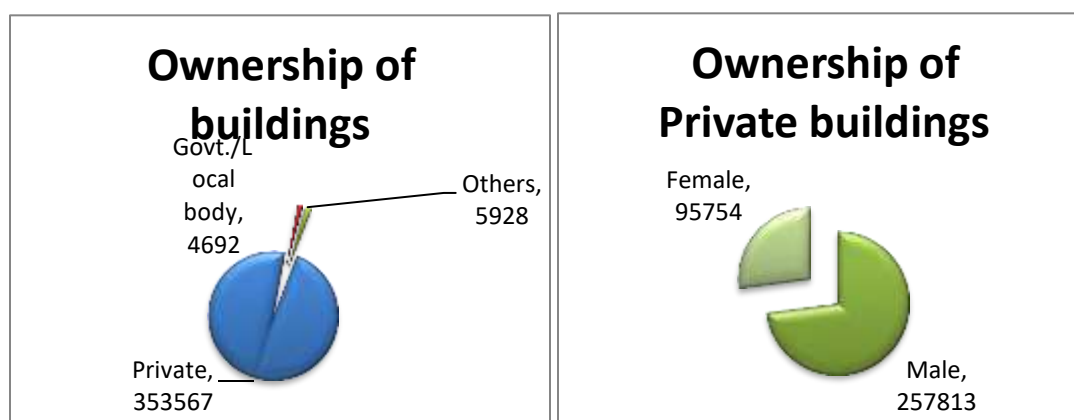 Ownership of
buildings
Govt./L
ocal
body,
4692
Others,
5928
Private,
353567
Ownership of
Private buildings
Female,
95754
Male,
257813